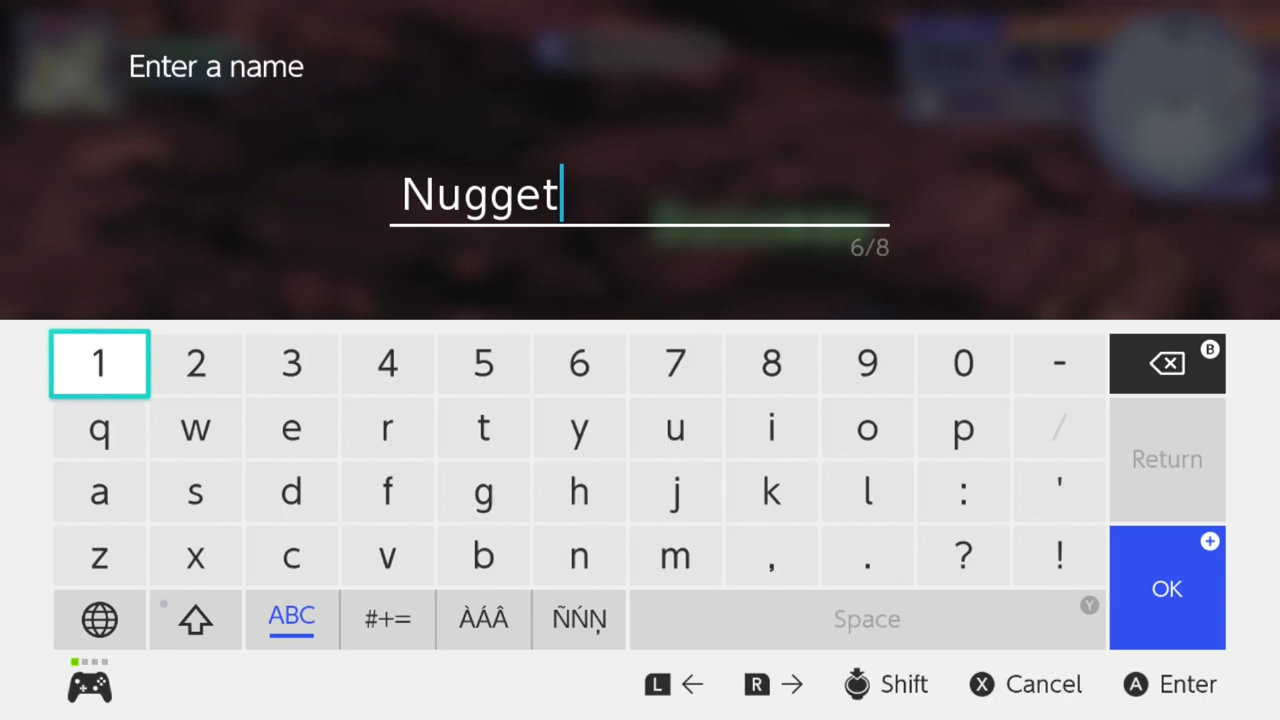 Enter a name
Nugget
6/8
1 2 3 4 5 6 7 8 9 0 - B
q w e r t y u i o p / Return
a s d f g h j k l : '
z x c v b n m , . ? ! + OK
ABC #+= ÀÁÂ ÑŃŅ Space Y
L ← R → Shift X Cancel A Enter